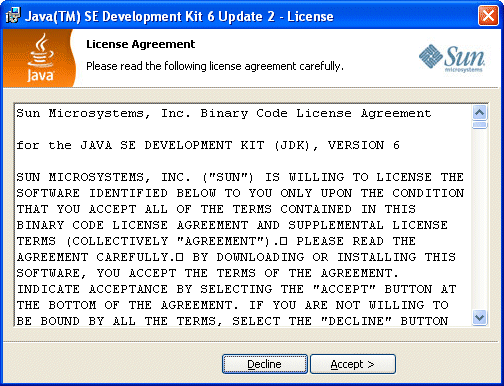 Java(TM) SE Development Kit 6 Update 2 - License
License Agreement
Please read the following license agreement carefully.
Java
Sun
microsystems
Sun Microsystems, Inc. Binary Code License Agreement
for the JAVA SE DEVELOPMENT KIT (JDK), VERSION 6
SUN MICROSYSTEMS, INC. ("SUN") IS WILLING TO LICENSE THE
SOFTWARE IDENTIFIED BELOW TO YOU ONLY UPON THE CONDITION
THAT YOU ACCEPT ALL OF THE TERMS CONTAINED IN THIS
BINARY CODE LICENSE AGREEMENT AND SUPPLEMENTAL LICENSE
TERMS (COLLECTIVELY "AGREEMENT").□ PLEASE READ THE
AGREEMENT CAREFULLY.□ BY DOWNLOADING OR INSTALLING THIS
SOFTWARE, YOU ACCEPT THE TERMS OF THE AGREEMENT.
INDICATE ACCEPTANCE BY SELECTING THE "ACCEPT" BUTTON AT
THE BOTTOM OF THE AGREEMENT. IF YOU ARE NOT WILLING TO
BE BOUND BY ALL THE TERMS, SELECT THE "DECLINE" BUTTON
Decline
Accept >